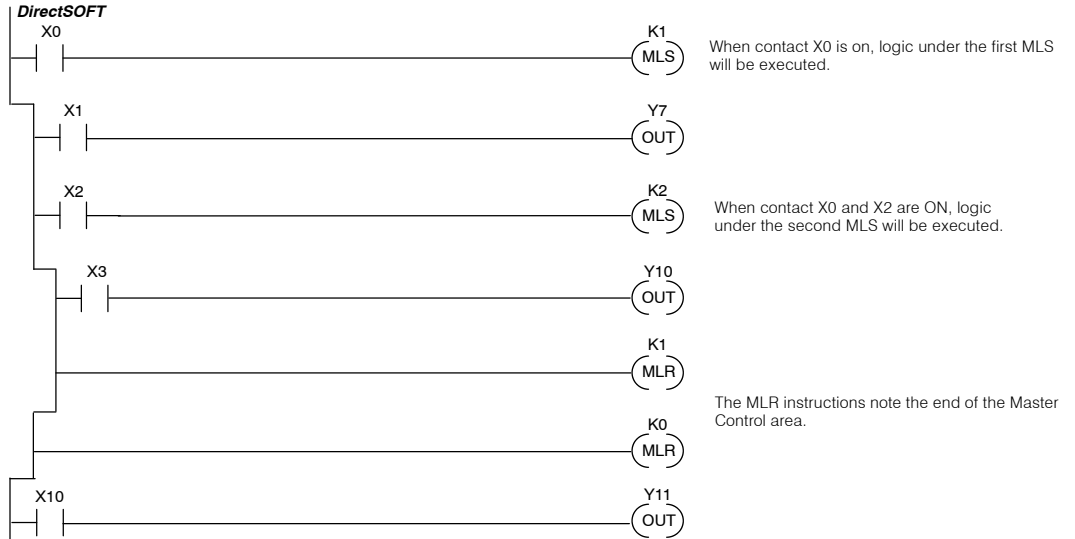 DirectSOFT
X0 K1
MLS
When contact X0 is on, logic under the first MLS
will be executed.
X1 Y7
OUT
X2 K2
MLS
When contact X0 and X2 are ON, logic
under the second MLS will be executed.
X3 Y10
OUT
K1
MLR
The MLR instructions note the end of the Master
Control area.
K0
MLR
X10 Y11
OUT